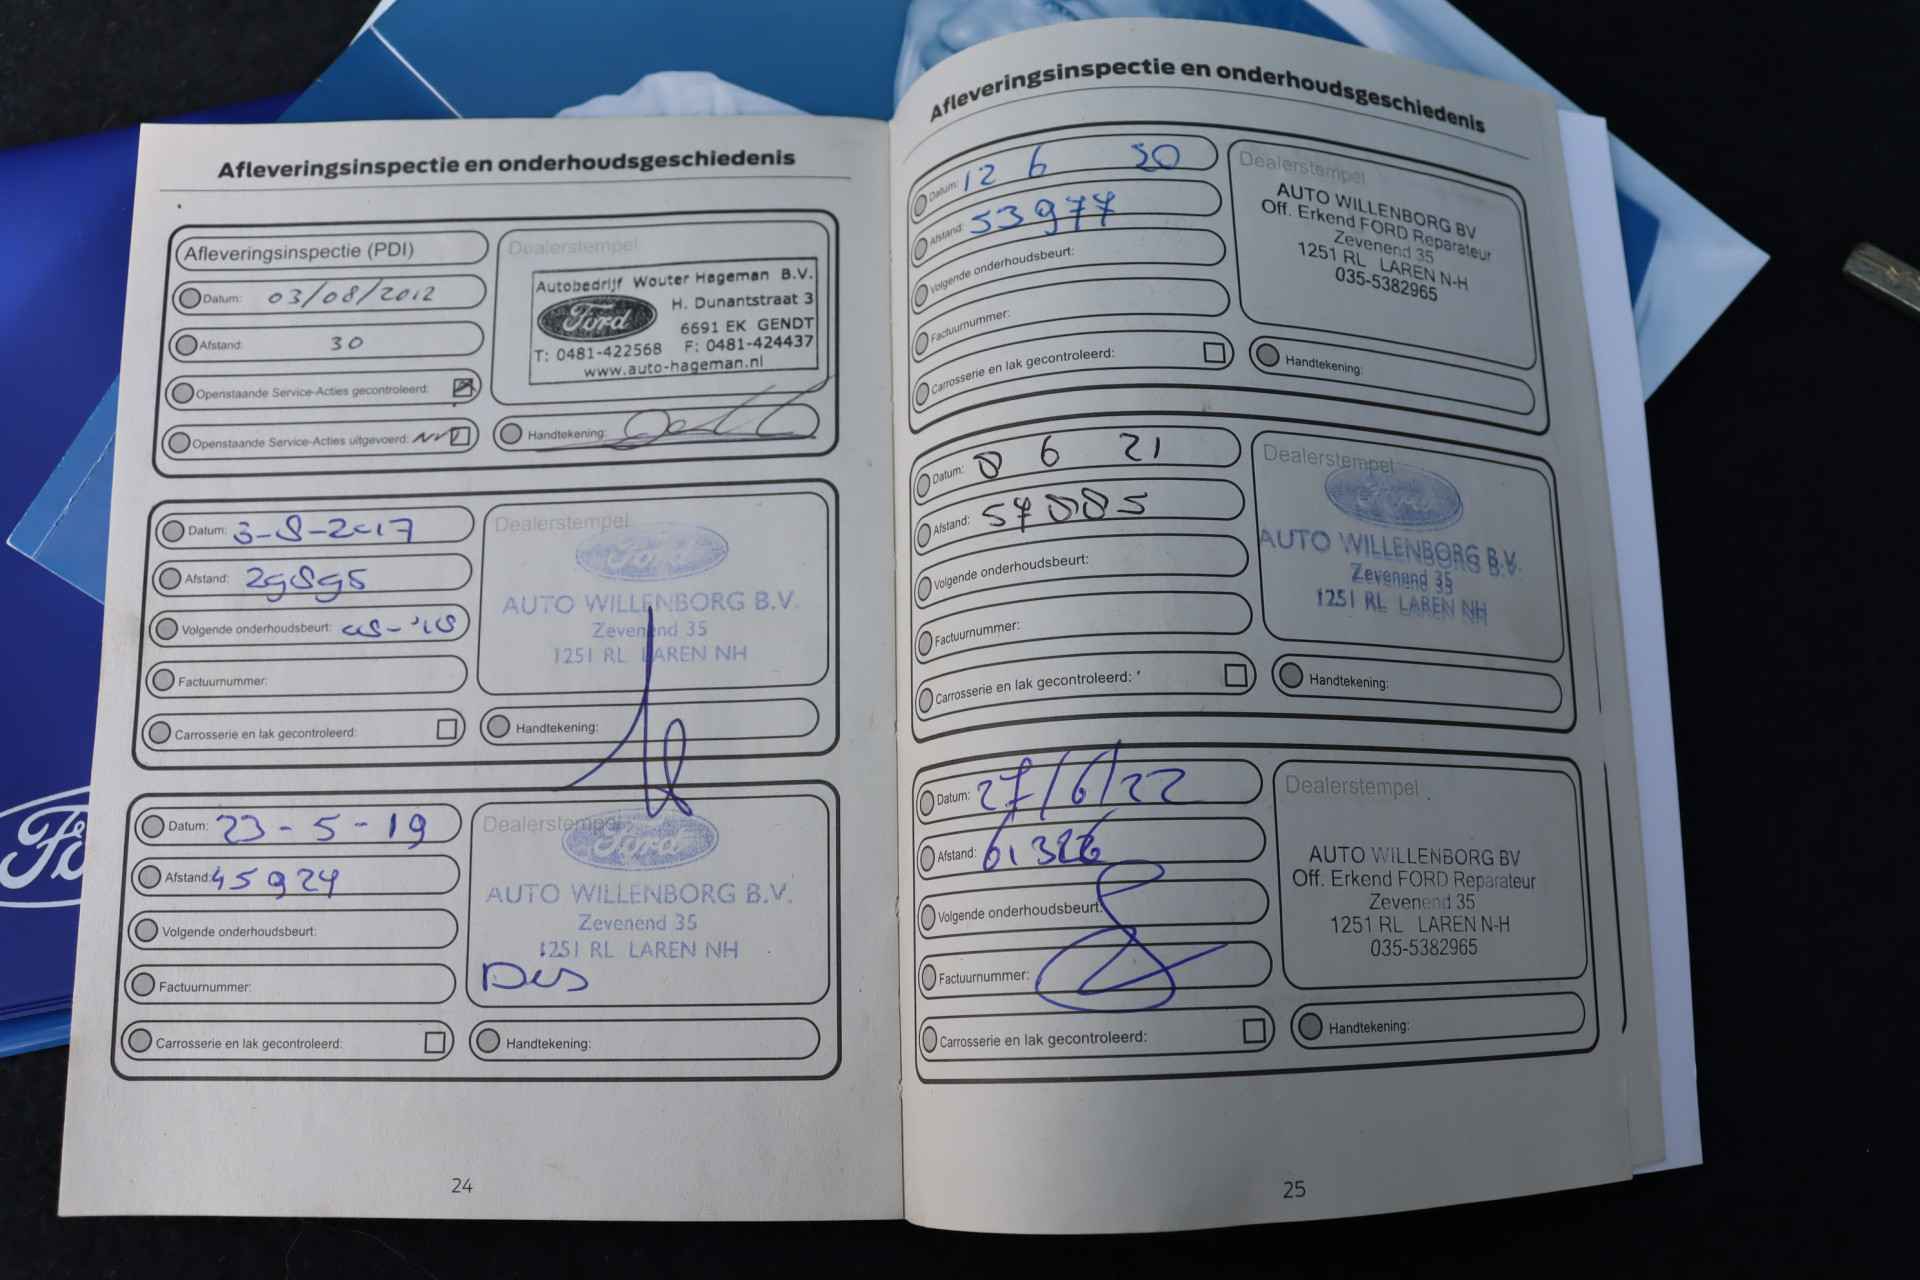 Afleveringsinspectie en onderhoudsgeschiedenis
Afleveringsinspectie (PDI)
Datum: 03/08/2012
Afstand: 30
Openstaande Service-Acties gecontroleerd:
Openstaande Service-Acties uitgevoerd:
Dealerstempel
Autobedrijf Wouter Hageman B.V.
Ford
H. Dunantstraat 3
6691 EK GENDT
T: 0481-422568 F: 0481-424437
www.auto-hageman.nl
Handtekening:
Datum: 3-8-2017
Afstand: 29895
Volgende onderhoudsbeurt:
Factuurnummer:
Carrosserie en lak gecontroleerd:
Dealerstempel
Ford
AUTO WILLENBORG B.V.
Zevenend 35
1251 RL LAREN NH
Handtekening:
Datum: 23-5-19
Afstand: 45924
Volgende onderhoudsbeurt:
Factuurnummer:
Carrosserie en lak gecontroleerd:
Dealerstempel
Ford
AUTO WILLENBORG B.V.
Zevenend 35
1251 RL LAREN NH
Handtekening:
24
Afleveringsinspectie en onderhoudsgeschiedenis
Datum: 12 6
Afstand: 53977
Volgende onderhoudsbeurt:
Factuurnummer:
Carrosserie en lak gecontroleerd:
Dealerstempel
AUTO WILLENBORG BV
Off. Erkend FORD Reparateur
Zevenend 35
1251 RL LAREN N-H
035-5382965
Handtekening:
Datum: 8 6 21
Afstand: 57885
Volgende onderhoudsbeurt:
Factuurnummer:
Carrosserie en lak gecontroleerd:
Dealerstempel
Ford
AUTO WILLENBORG B.V.
Zevenend 35
1251 RL LAREN NH
Handtekening:
Datum: 27/6/22
Afstand: 61326
Volgende onderhoudsbeurt:
Factuurnummer:
Carrosserie en lak gecontroleerd:
Dealerstempel
AUTO WILLENBORG BV
Off. Erkend FORD Reparateur
Zevenend 35
1251 RL LAREN N-H
035-5382965
Handtekening:
25